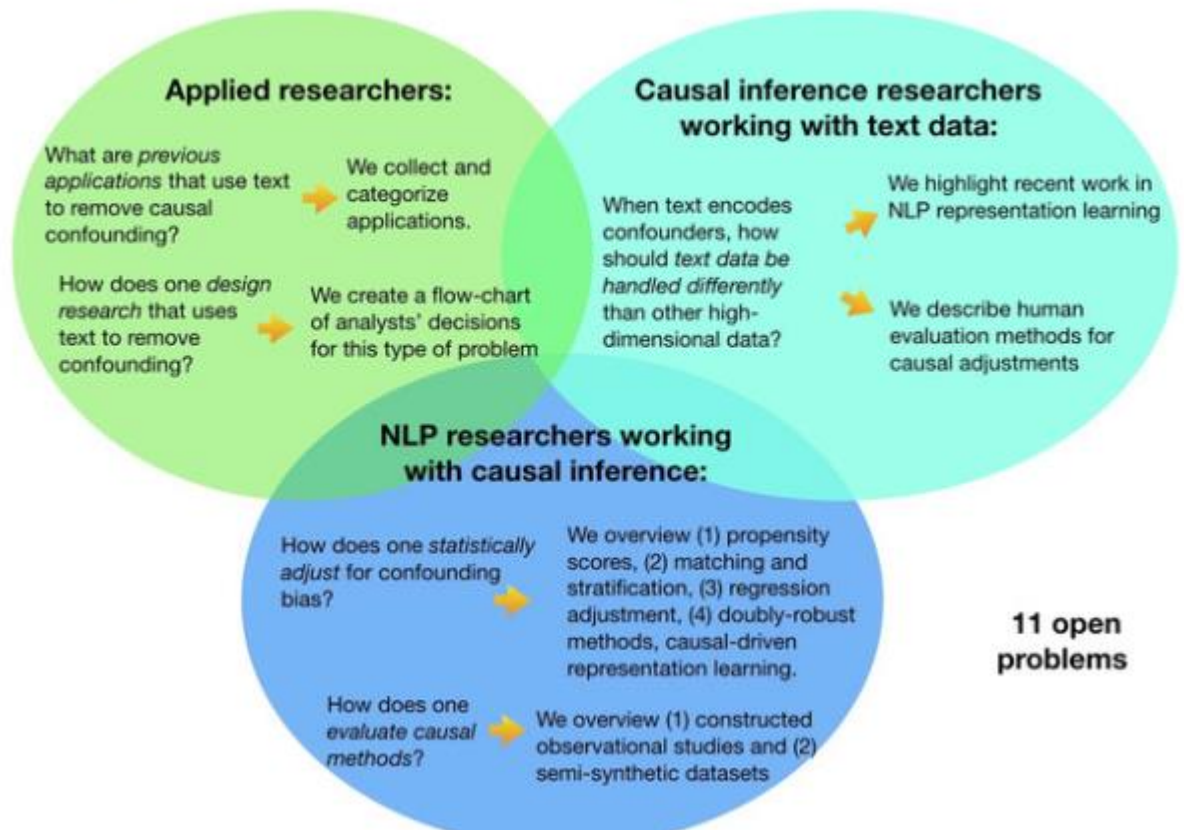 Applied researchers:
What are previous
applications that use text
to remove causal
confounding?
We collect and
categorize
applications.
How does one design
research that uses
text to remove
confounding?
We create a flow-chart
of analysts' decisions
for this type of problem
Causal inference researchers
working with text data:
When text encodes
confounders, how
should text data be
handled differently
than other high-
dimensional data?
We highlight recent work in
NLP representation learning
We describe human
evaluation methods for
causal adjustments
NLP researchers working
with causal inference:
How does one statistically
adjust for confounding
bias?
We overview (1) propensity
scores, (2) matching and
stratification, (3) regression
adjustment, (4) doubly-robust
methods, causal-driven
representation learning.
How does one
evaluate causal
methods?
We overview (1) constructed
observational studies and (2)
semi-synthetic datasets
11 open
problems